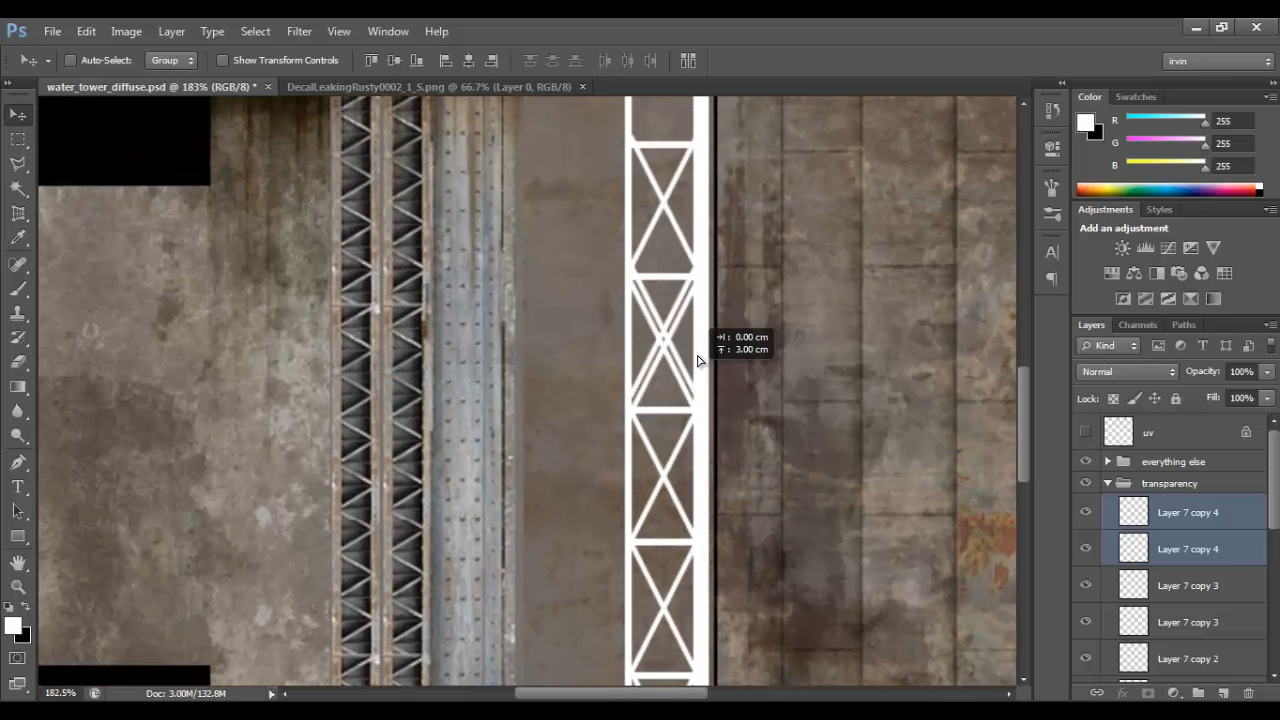 Ps File Edit Image Layer Type Select Filter View Window Help
Auto-Select: Group Show Transform Controls irvin
water_tower_diffuse.psd @ 183% (RGB/8) * × DecalLeakingRusty0002_1_S.png @ 66.7% (Layer 0, RGB/8) ×
Color Swatches
R 255
G 255
B 255
Adjustments Styles
Add an adjustment
Layers Channels Paths
Kind
Normal Opacity: 100%
Lock: Fill: 100%
uv
everything else
transparency
Layer 7 copy 4
Layer 7 copy 4
Layer 7 copy 3
Layer 7 copy 3
Layer 7 copy 2
: 0.00 cm
: 3.00 cm
182.5% Doc: 3.00M/132.8M